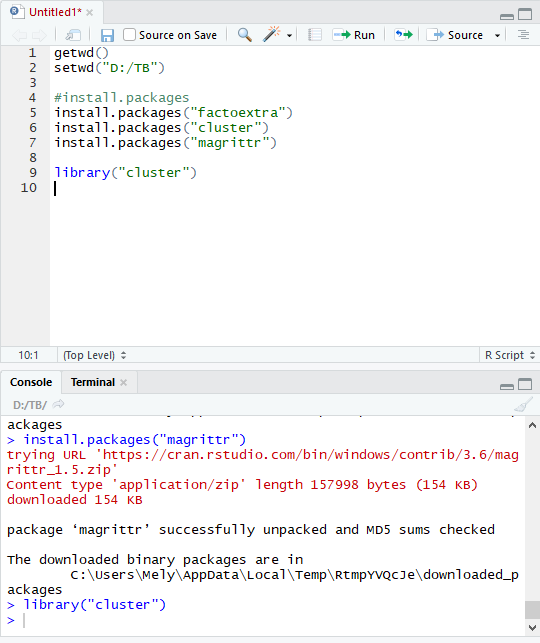 Untitled1*
Source on Save
Run
Source
1 getwd()
2 setwd("D:/TB")
3
4 #install.packages
5 install.packages("factoextra")
6 install.packages("cluster")
7 install.packages("magrittr")
8
9 library("cluster")
10
10:1 (Top Level) R Script
Console Terminal
D:/TB/
ackages
> install.packages("magrittr")
trying URL 'https://cran.rstudio.com/bin/windows/contrib/3.6/mag
rittr_1.5.zip'
Content type 'application/zip' length 157998 bytes (154 KB)
downloaded 154 KB
package ‘magrittr’ successfully unpacked and MD5 sums checked
The downloaded binary packages are in
C:\Users\Mely\AppData\Local\Temp\RtmpYVQcJe\downloaded_p
ackages
> library("cluster")
>